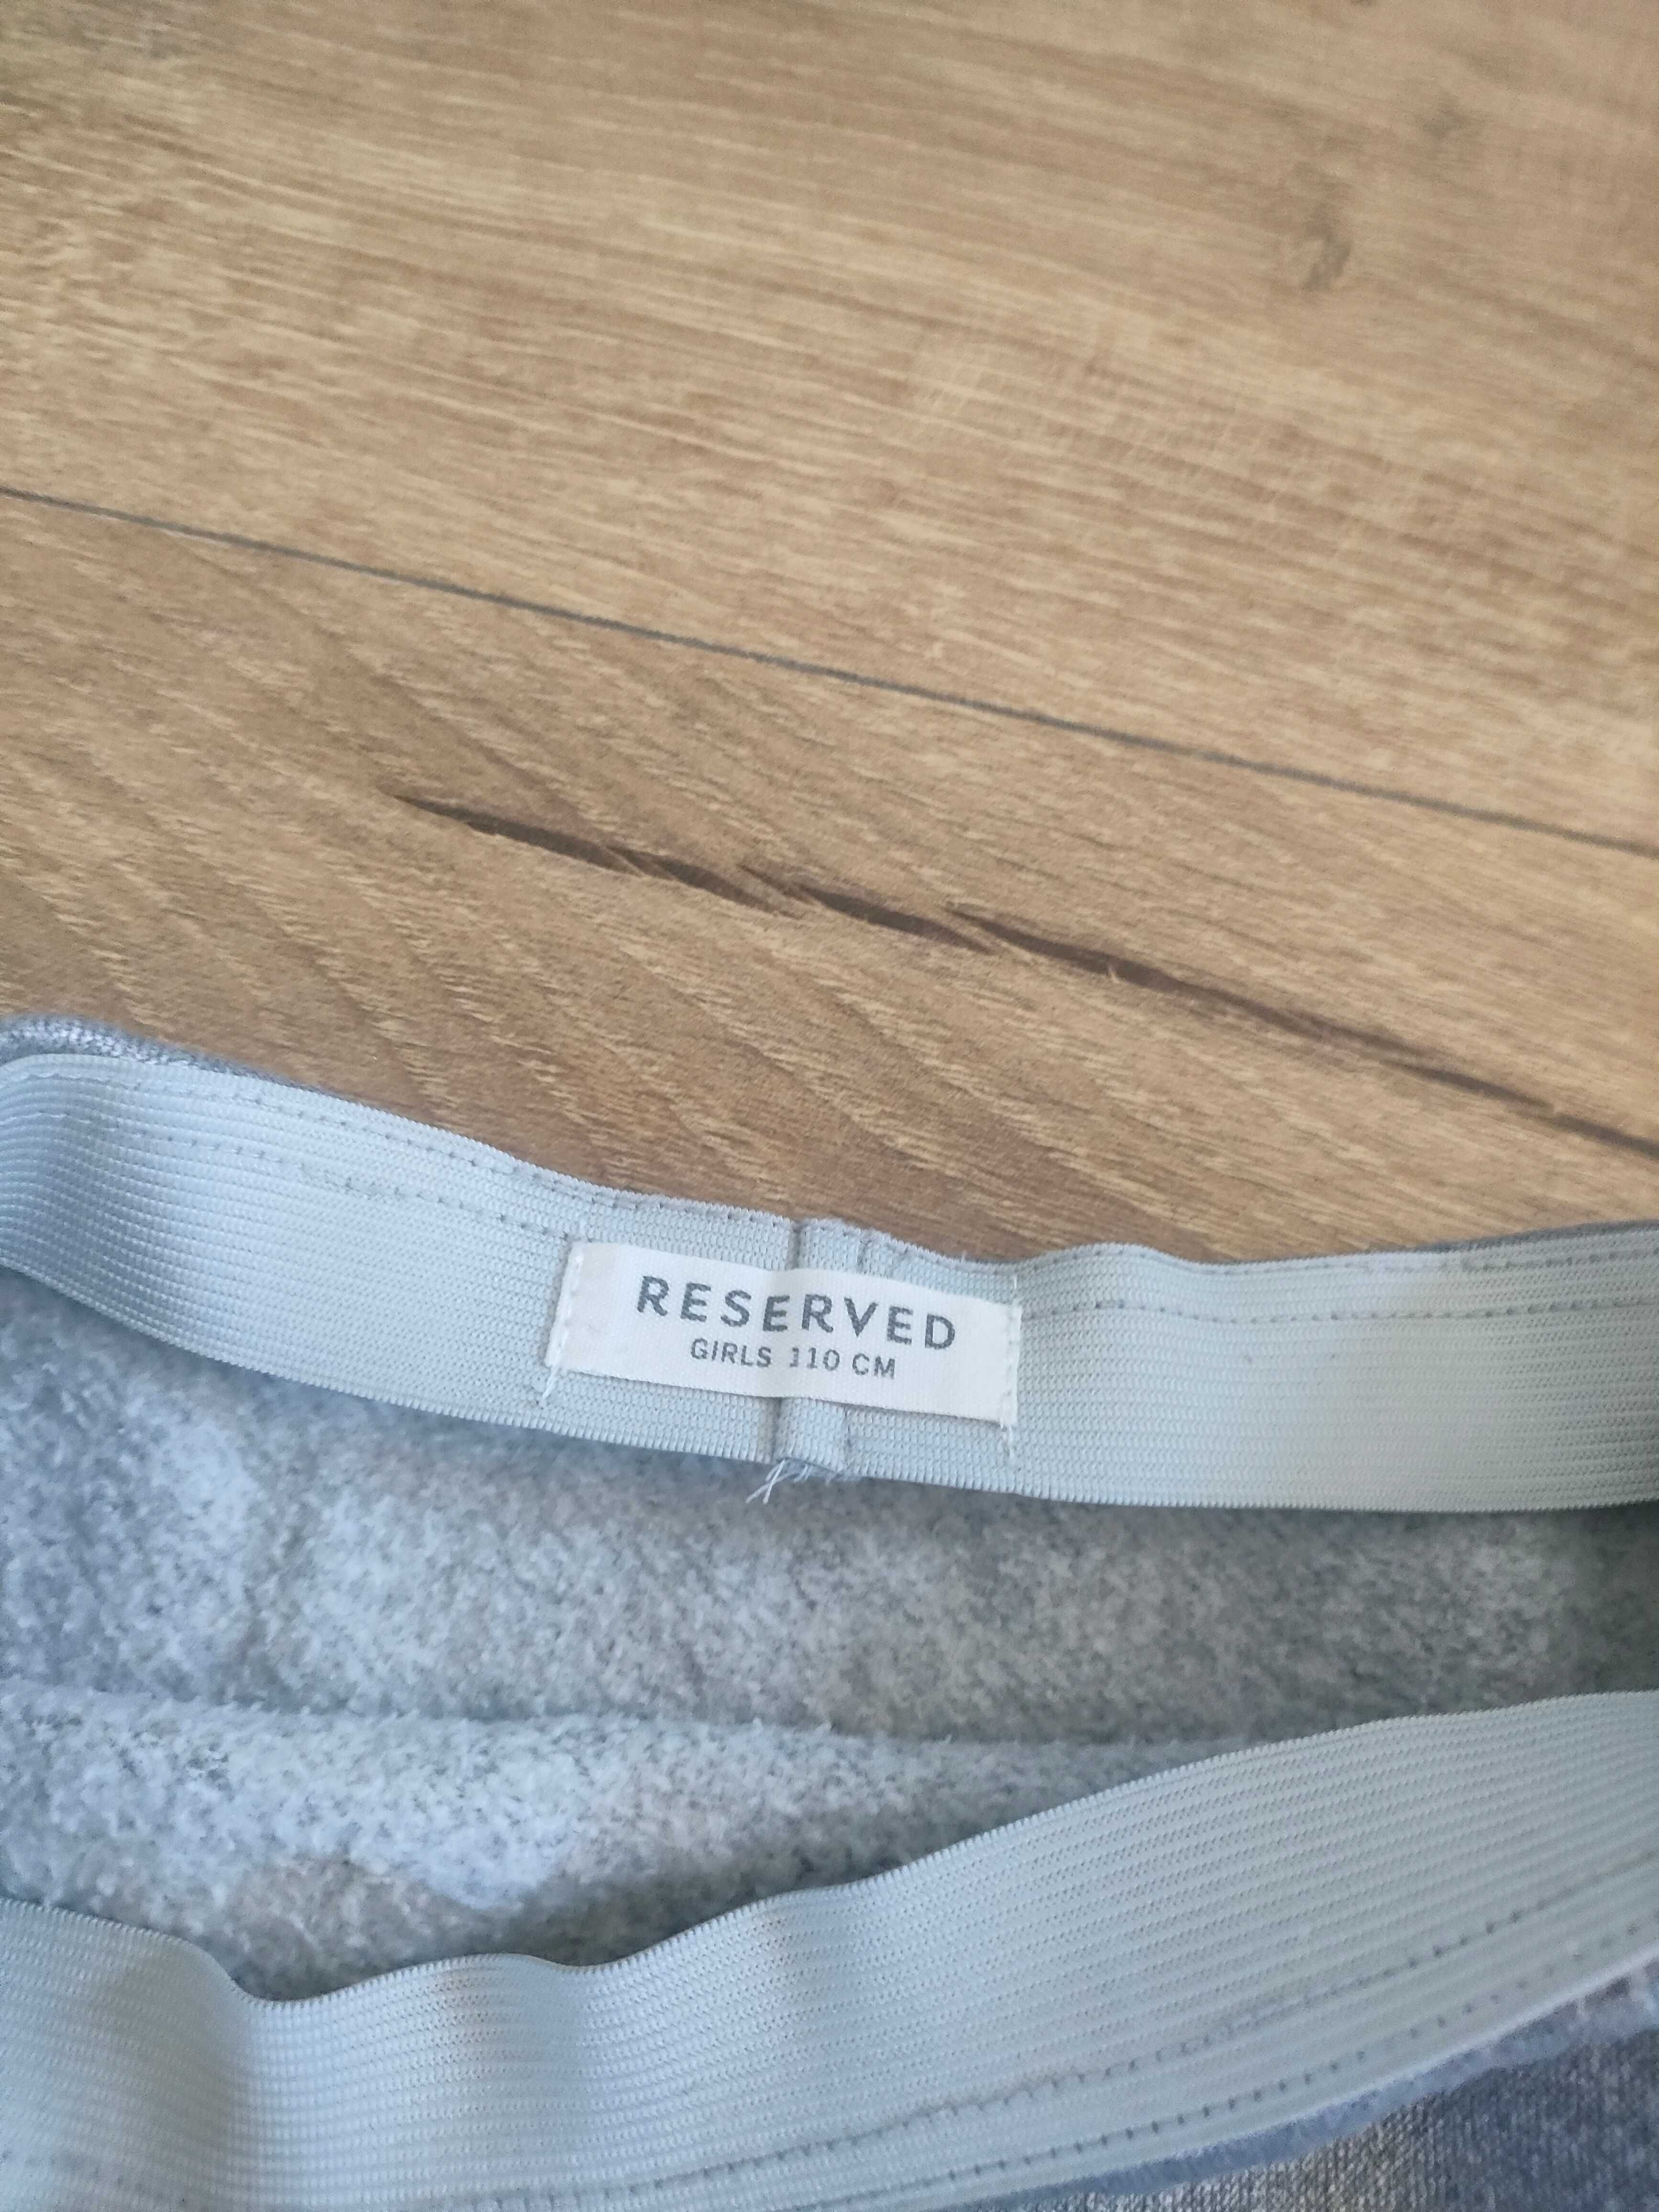 RESERVED
GIRLS 110 CM